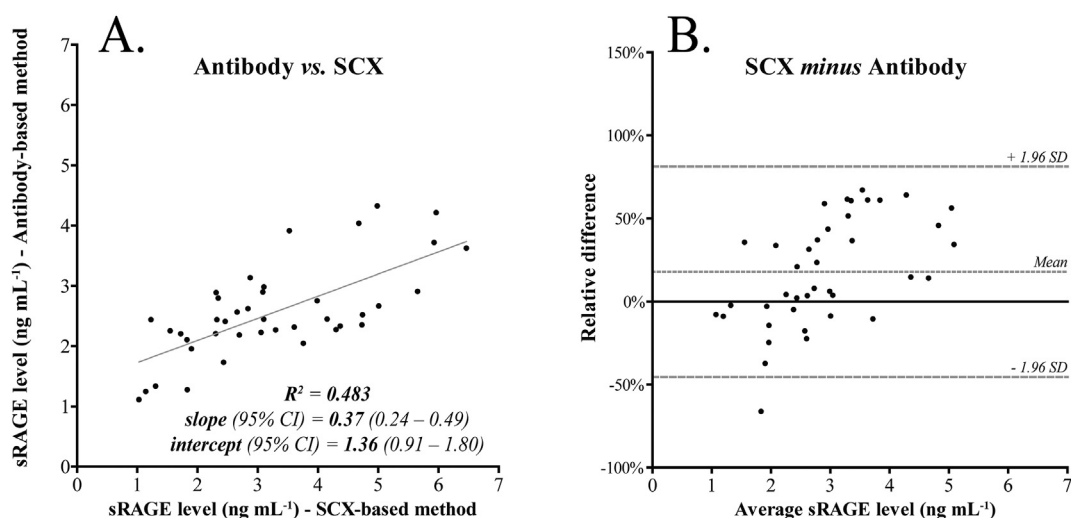 A.
Antibody vs. SCX
sRAGE level (ng mL⁻¹) - Antibody-based method
7
6
5
4
3
2
1
0
R² = 0.483
slope (95% CI) = 0.37 (0.24 – 0.49)
intercept (95% CI) = 1.36 (0.91 – 1.80)
0 1 2 3 4 5 6 7
sRAGE level (ng mL⁻¹) - SCX-based method
B.
SCX minus Antibody
Relative difference
150%
100%
50%
0%
-50%
-100%
+ 1.96 SD
Mean
- 1.96 SD
0 1 2 3 4 5 6 7
Average sRAGE level (ng mL⁻¹)